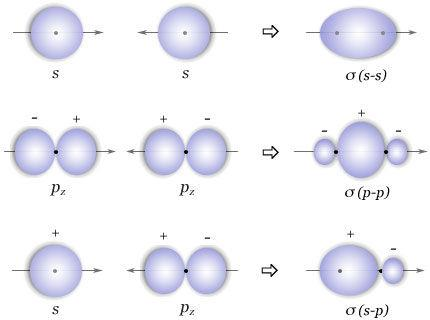 s s σ(s-s)
+
- + + - - -
p_z p_z σ(p-p)
+ + - + -
s p_z σ(s-p)